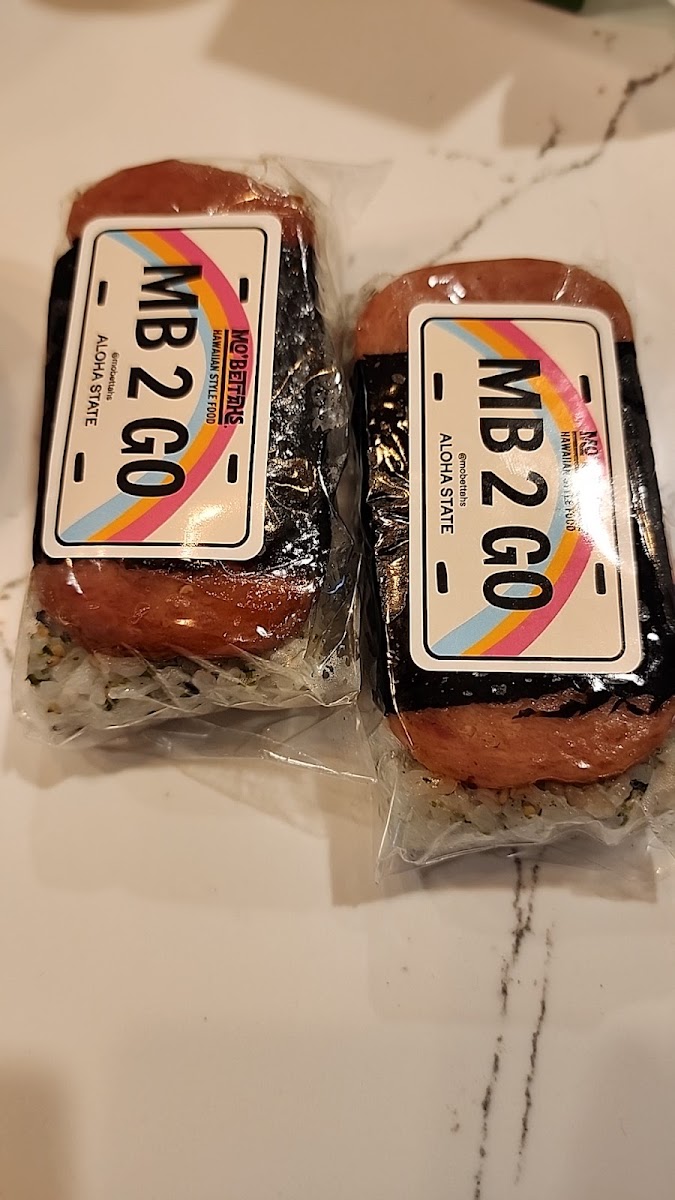 MO'BETTAHS
HAWAIIAN STYLE FOOD
MB 2 GO
@mobettahs
ALOHA STATE
MO'
HAWAIIAN STYLE FOOD
MB 2 GO
@mobettahs
ALOHA STATE